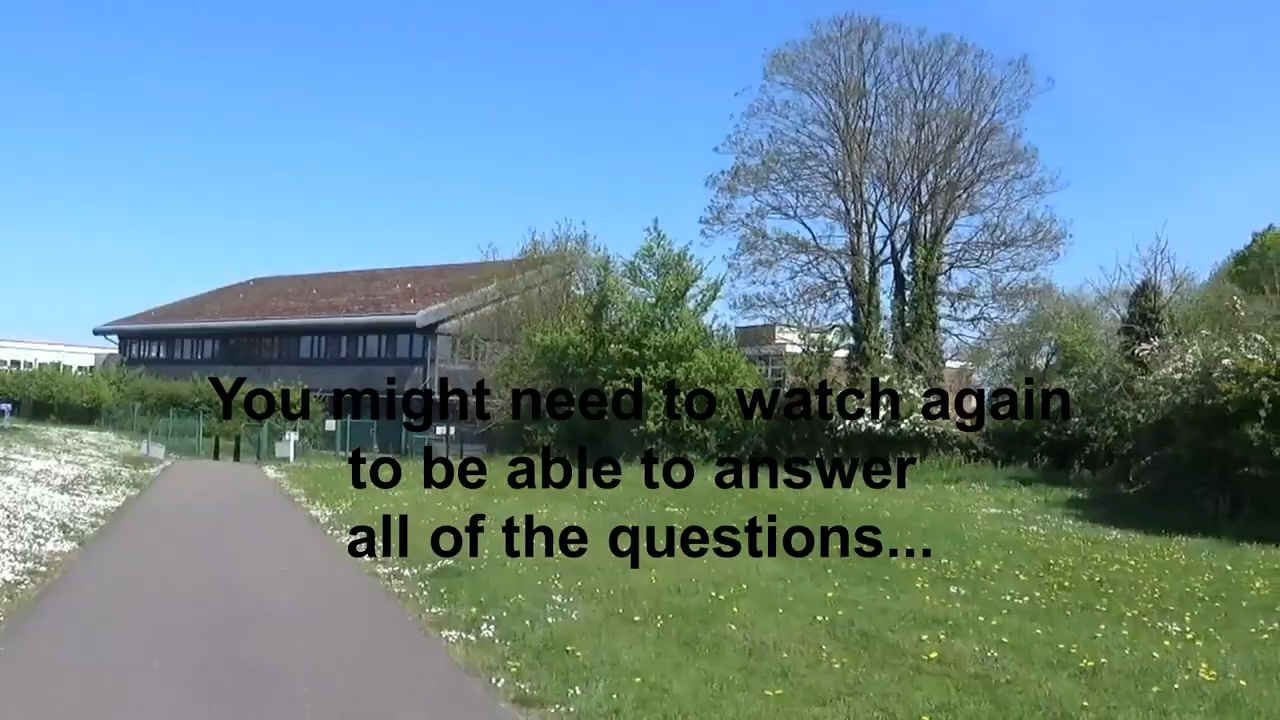 You might need to watch again
to be able to answer
all of the questions...